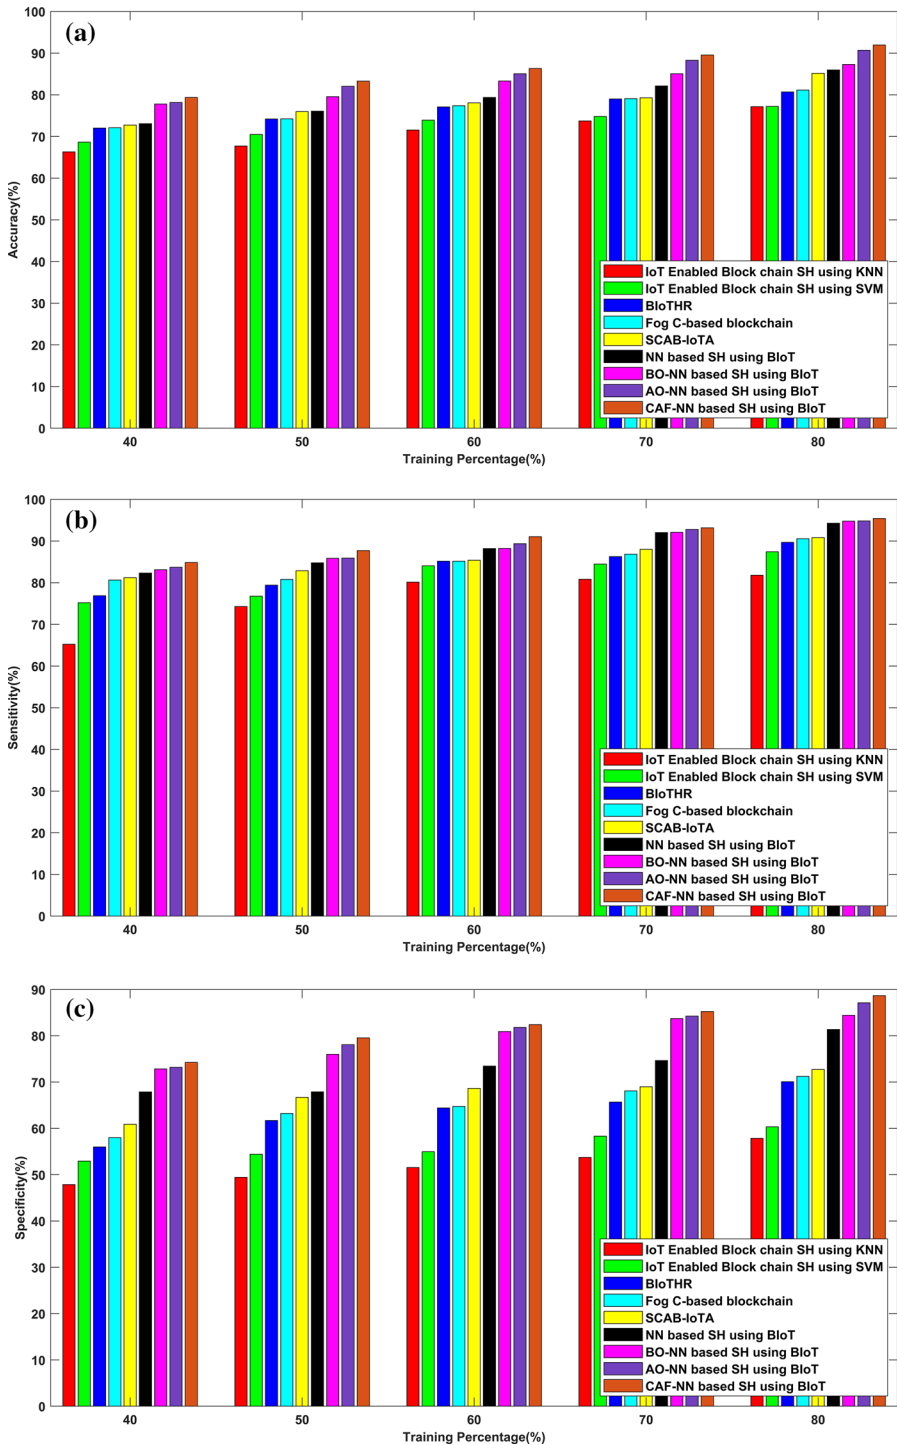 (a)
100
90
80
70
60
50
40
30
20
10
0
Accuracy(%)
IoT Enabled Block chain SH using KNN
IoT Enabled Block chain SH using SVM
BIoTHR
Fog C-based blockchain
SCAB-IoTA
NN based SH using BIoT
BO-NN based SH using BIoT
AO-NN based SH using BIoT
CAF-NN based SH using BIoT
40 50 60 70 80
Training Percentage(%)
(b)
100
90
80
70
60
50
40
30
20
10
0
Sensitivity(%)
IoT Enabled Block chain SH using KNN
IoT Enabled Block chain SH using SVM
BIoTHR
Fog C-based blockchain
SCAB-IoTA
NN based SH using BIoT
BO-NN based SH using BIoT
AO-NN based SH using BIoT
CAF-NN based SH using BIoT
40 50 60 70 80
Training Percentage(%)
(c)
90
80
70
60
50
40
30
20
10
0
Specificity(%)
IoT Enabled Block chain SH using KNN
IoT Enabled Block chain SH using SVM
BIoTHR
Fog C-based blockchain
SCAB-IoTA
NN based SH using BIoT
BO-NN based SH using BIoT
AO-NN based SH using BIoT
CAF-NN based SH using BIoT
40 50 60 70 80
Training Percentage(%)